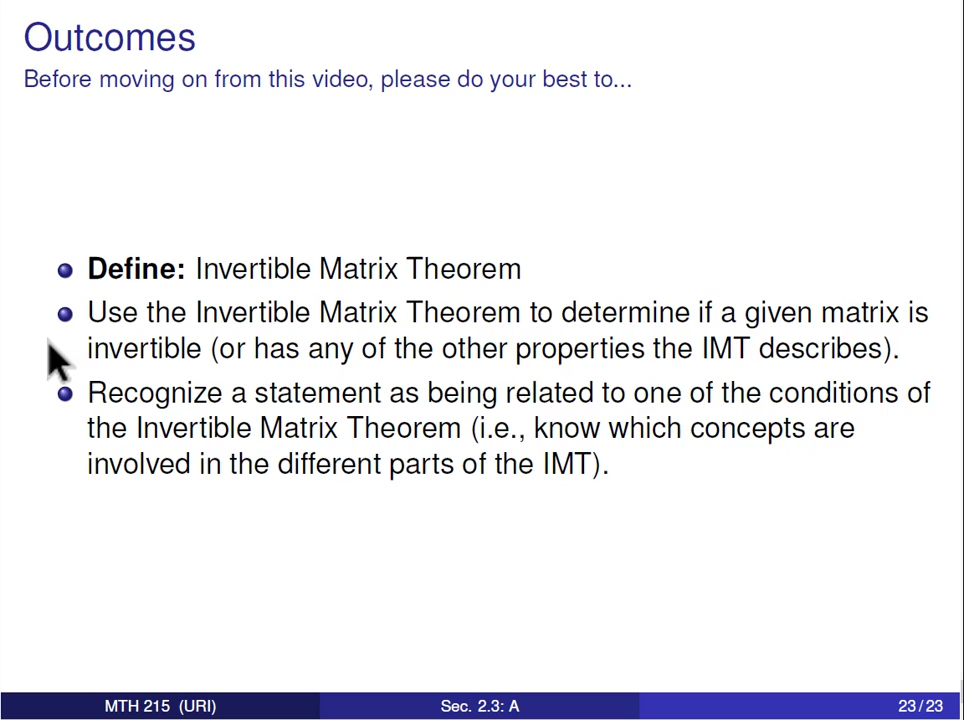 Outcomes
Before moving on from this video, please do your best to...
Define: Invertible Matrix Theorem
Use the Invertible Matrix Theorem to determine if a given matrix is
invertible (or has any of the other properties the IMT describes).
Recognize a statement as being related to one of the conditions of
the Invertible Matrix Theorem (i.e., know which concepts are
involved in the different parts of the IMT).
MTH 215 (URI)
Sec. 2.3: A
23/23